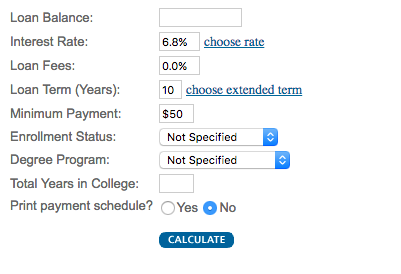 Loan Balance:
Interest Rate: 6.8% choose rate
Loan Fees: 0.0%
Loan Term (Years): 10 choose extended term
Minimum Payment: $50
Enrollment Status: Not Specified
Degree Program: Not Specified
Total Years in College:
Print payment schedule? Yes No
CALCULATE